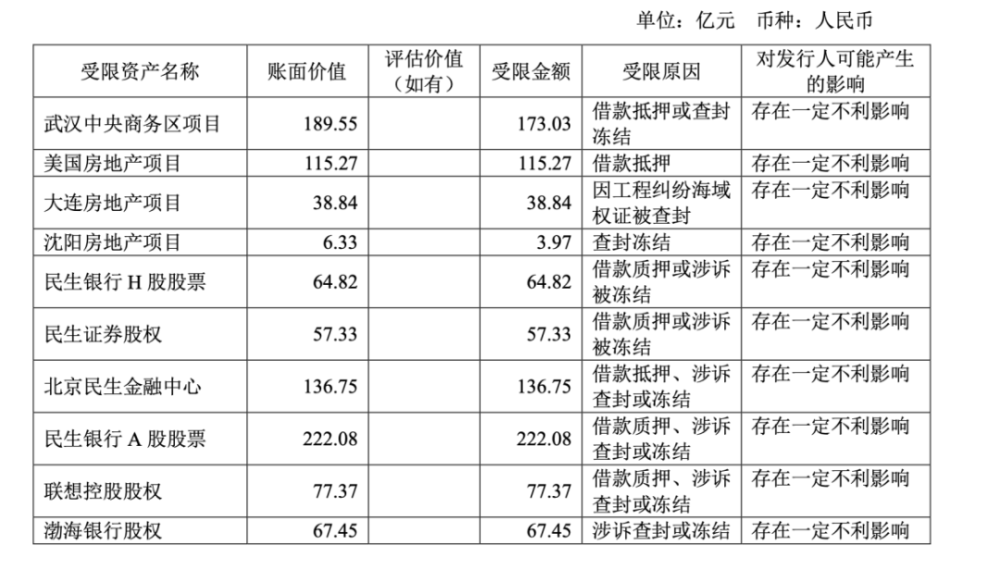 单位：亿元 币种：人民币
受限资产名称 账面价值 评估价值（如有） 受限金额 受限原因 对发行人可能产生的影响
武汉中央商务区项目 189.55 173.03 借款抵押或查封冻结 存在一定不利影响
美国房地产项目 115.27 115.27 借款抵押 存在一定不利影响
大连房地产项目 38.84 38.84 因工程纠纷海域权证被查封 存在一定不利影响
沈阳房地产项目 6.33 3.97 查封冻结 存在一定不利影响
民生银行 H 股股票 64.82 64.82 借款质押或涉诉被冻结 存在一定不利影响
民生证券股权 57.33 57.33 借款质押或涉诉被冻结 存在一定不利影响
北京民生金融中心 136.75 136.75 借款抵押、涉诉查封或冻结 存在一定不利影响
民生银行 A 股股票 222.08 222.08 借款质押、涉诉查封或冻结 存在一定不利影响
联想控股股权 77.37 77.37 借款质押、涉诉查封或冻结 存在一定不利影响
渤海银行股权 67.45 67.45 涉诉查封或冻结 存在一定不利影响